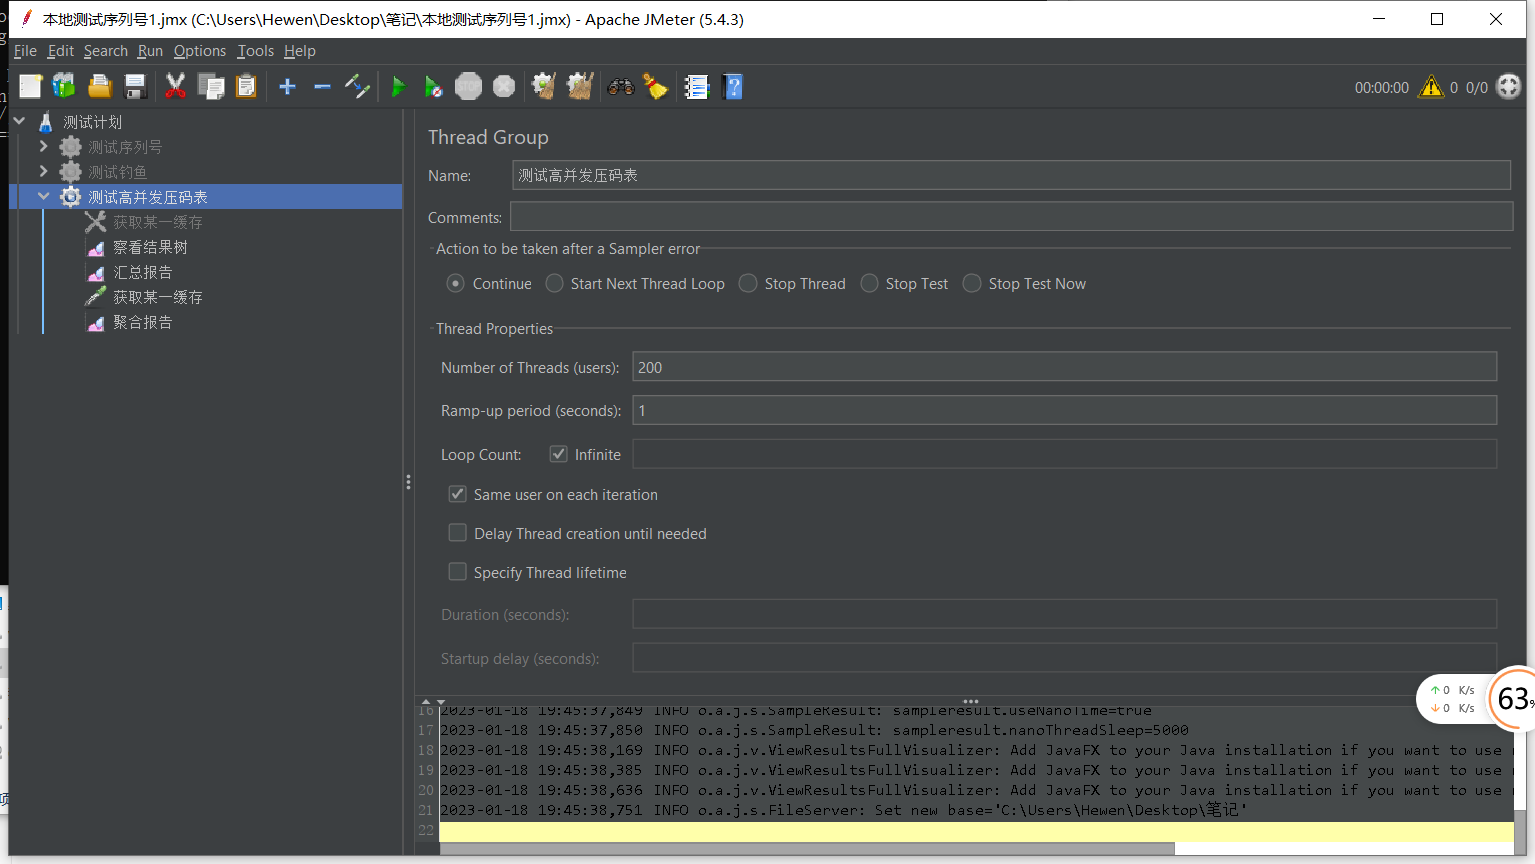 本地测试序列号1.jmx (C:\Users\Hewen\Desktop\笔记\本地测试序列号1.jmx) - Apache JMeter (5.4.3)
File Edit Search Run Options Tools Help
00:00:00 0 0/0
测试计划
测试序列号
测试钓鱼
测试高并发压码表
获取某一缓存
察看结果树
汇总报告
获取某一缓存
聚合报告
Thread Group
Name: 测试高并发压码表
Comments:
Action to be taken after a Sampler error
Continue Start Next Thread Loop Stop Thread Stop Test Stop Test Now
Thread Properties
Number of Threads (users): 200
Ramp-up period (seconds): 1
Loop Count: Infinite
Same user on each iteration
Delay Thread creation until needed
Specify Thread lifetime
Duration (seconds):
Startup delay (seconds):
16 2023-01-18 19:45:37,849 INFO o.a.j.s.SampleResult: sampleresult.useNanoTime=true
17 2023-01-18 19:45:37,850 INFO o.a.j.s.SampleResult: sampleresult.nanoThreadSleep=5000
18 2023-01-18 19:45:38,169 INFO o.a.j.v.ViewResultsFullVisualizer: Add JavaFX to your Java installation if you want to use
19 2023-01-18 19:45:38,385 INFO o.a.j.v.ViewResultsFullVisualizer: Add JavaFX to your Java installation if you want to use
20 2023-01-18 19:45:38,636 INFO o.a.j.v.ViewResultsFullVisualizer: Add JavaFX to your Java installation if you want to use
21 2023-01-18 19:45:38,751 INFO o.a.j.s.FileServer: Set new base='C:\Users\Hewen\Desktop\笔记'
22
↑0 K/s
↓0 K/s
63%